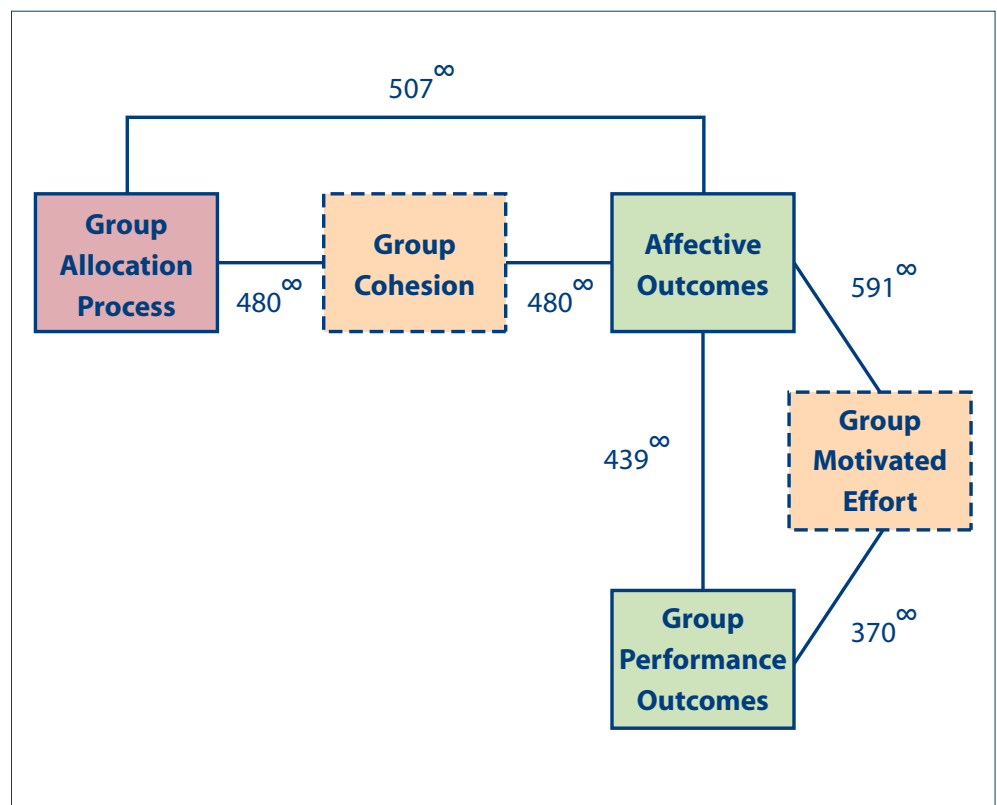 507∞
Group
Allocation
Process
480∞
Group
Cohesion
480∞
Affective
Outcomes
591∞
439∞
Group
Motivated
Effort
Group
Performance
Outcomes
370∞